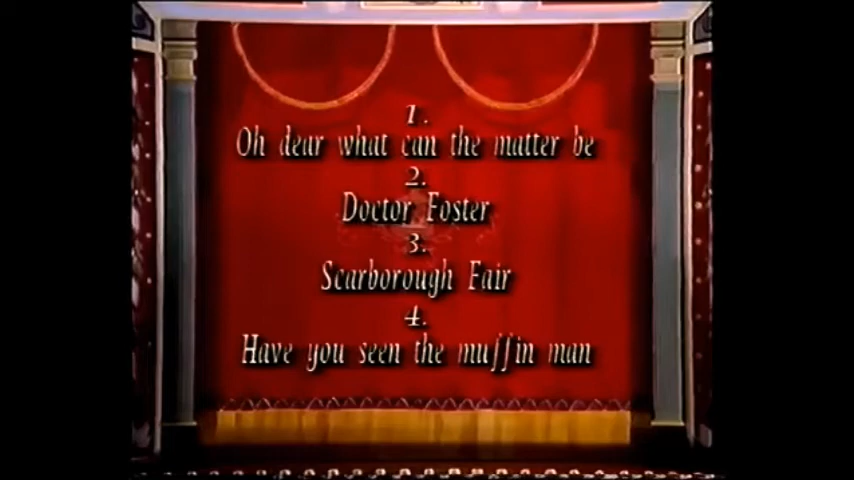 1.
Oh dear what can the matter be
2.
Doctor Foster
3.
Scarborough Fair
4.
Have you seen the muffin man